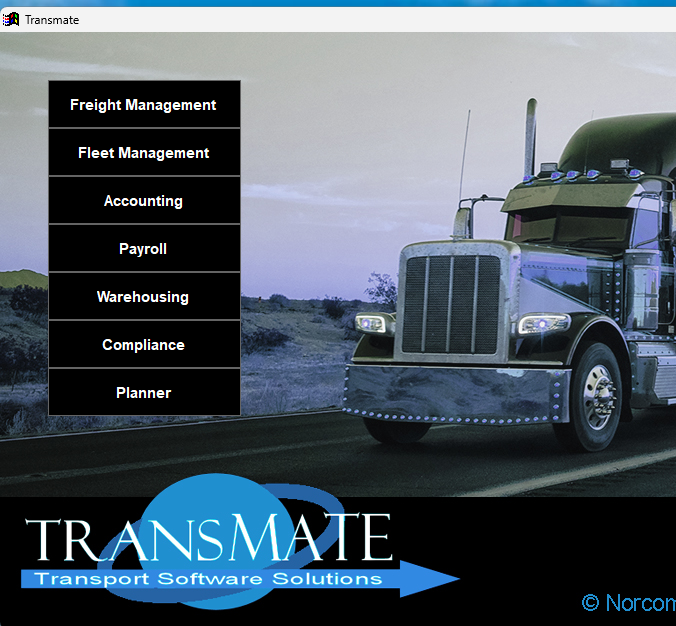 Transmate
Freight Management
Fleet Management
Accounting
Payroll
Warehousing
Compliance
Planner
TRANSMATE
Transport Software Solutions
© Norcom